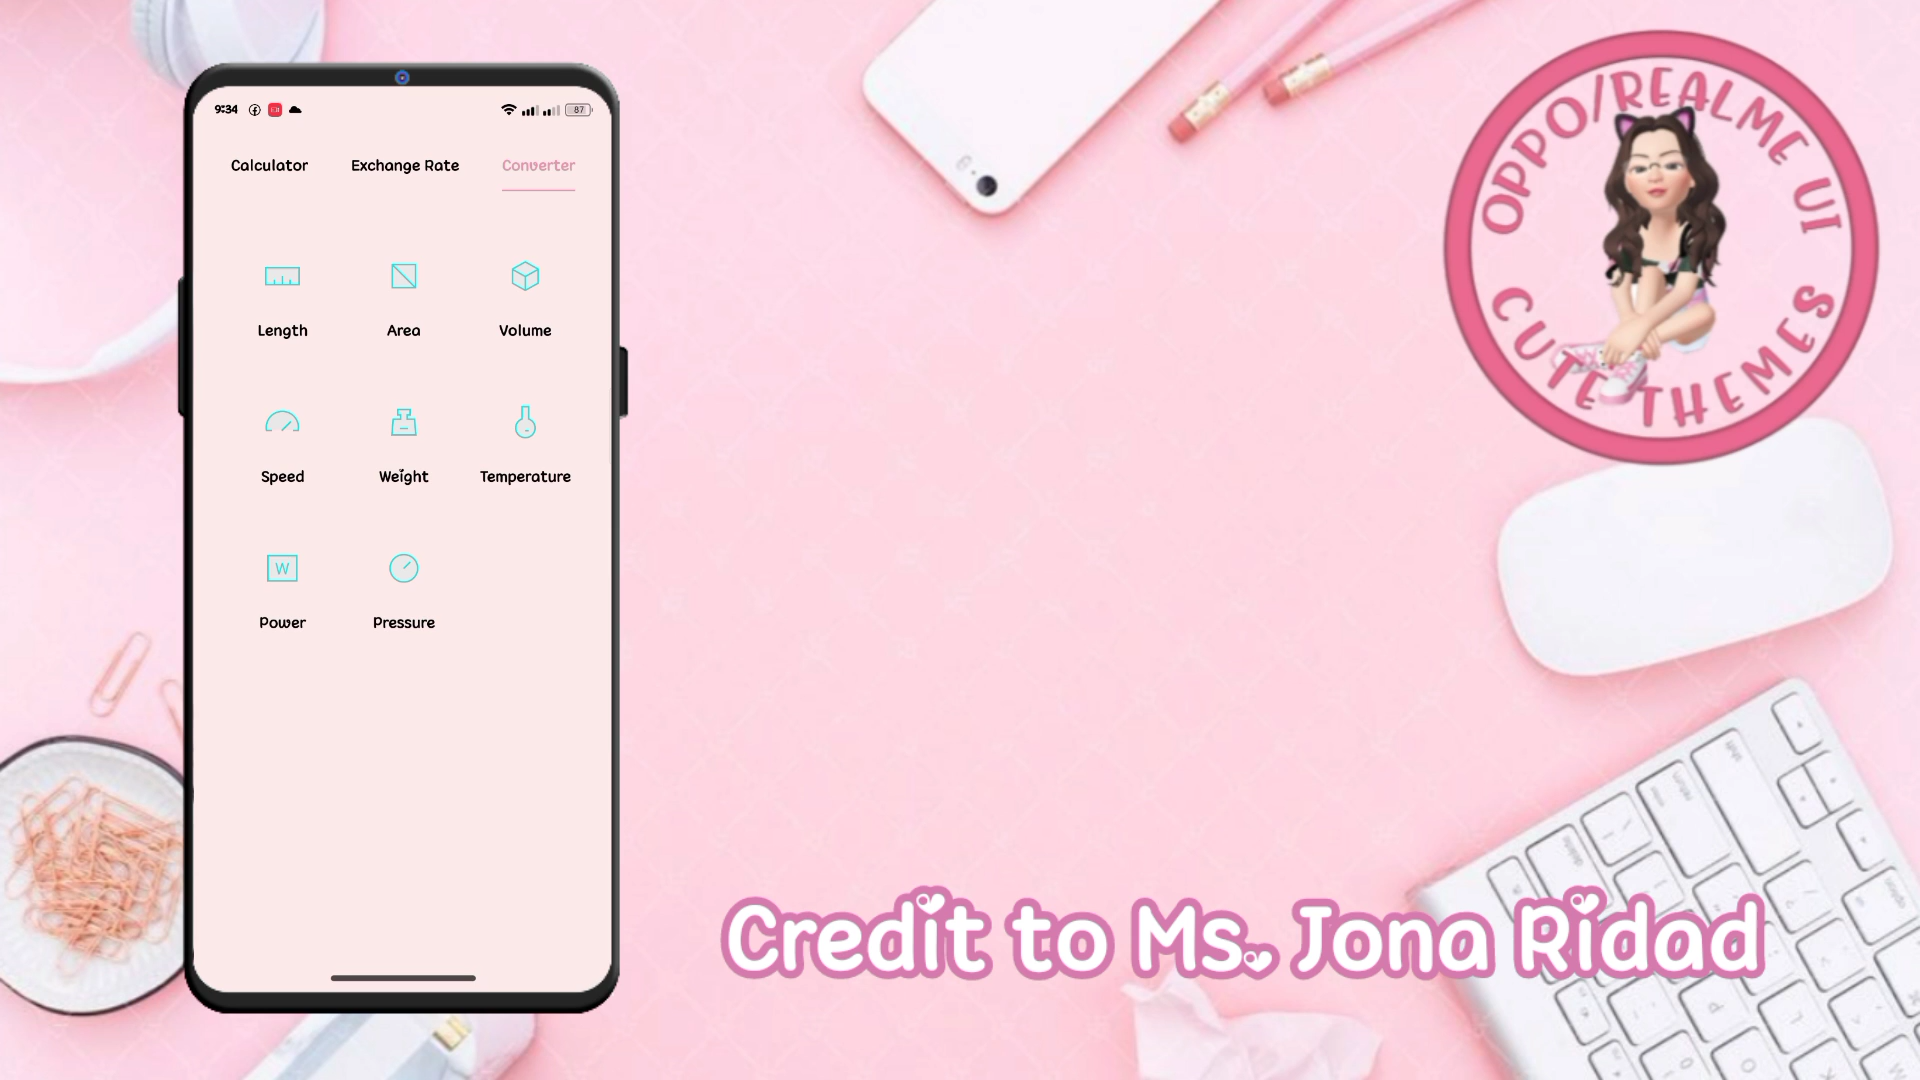 9:34
87
Calculator Exchange Rate Converter
Length Area Volume
Speed Weight Temperature
W
Power Pressure
OPPO/REALME UI
CUTE THEMES
Credit to Ms. Jona Ridad